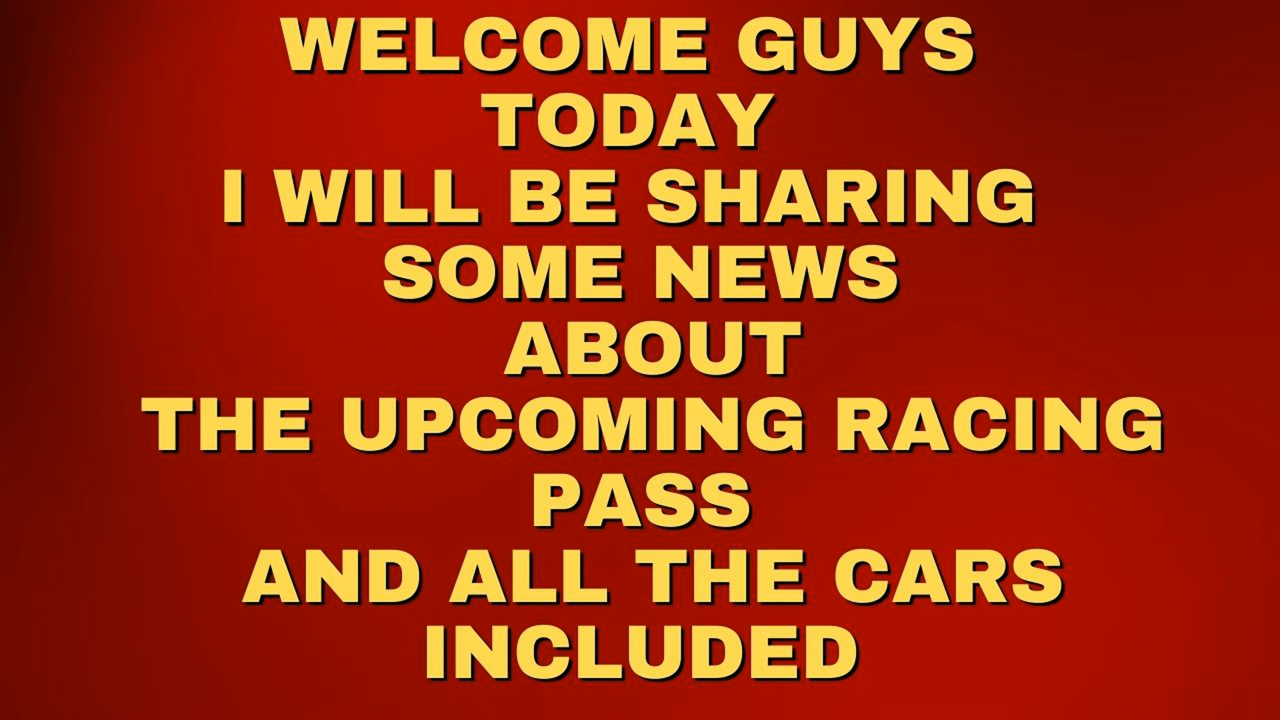 WELCOME GUYS
TODAY
I WILL BE SHARING
SOME NEWS
ABOUT
THE UPCOMING RACING
PASS
AND ALL THE CARS
INCLUDED